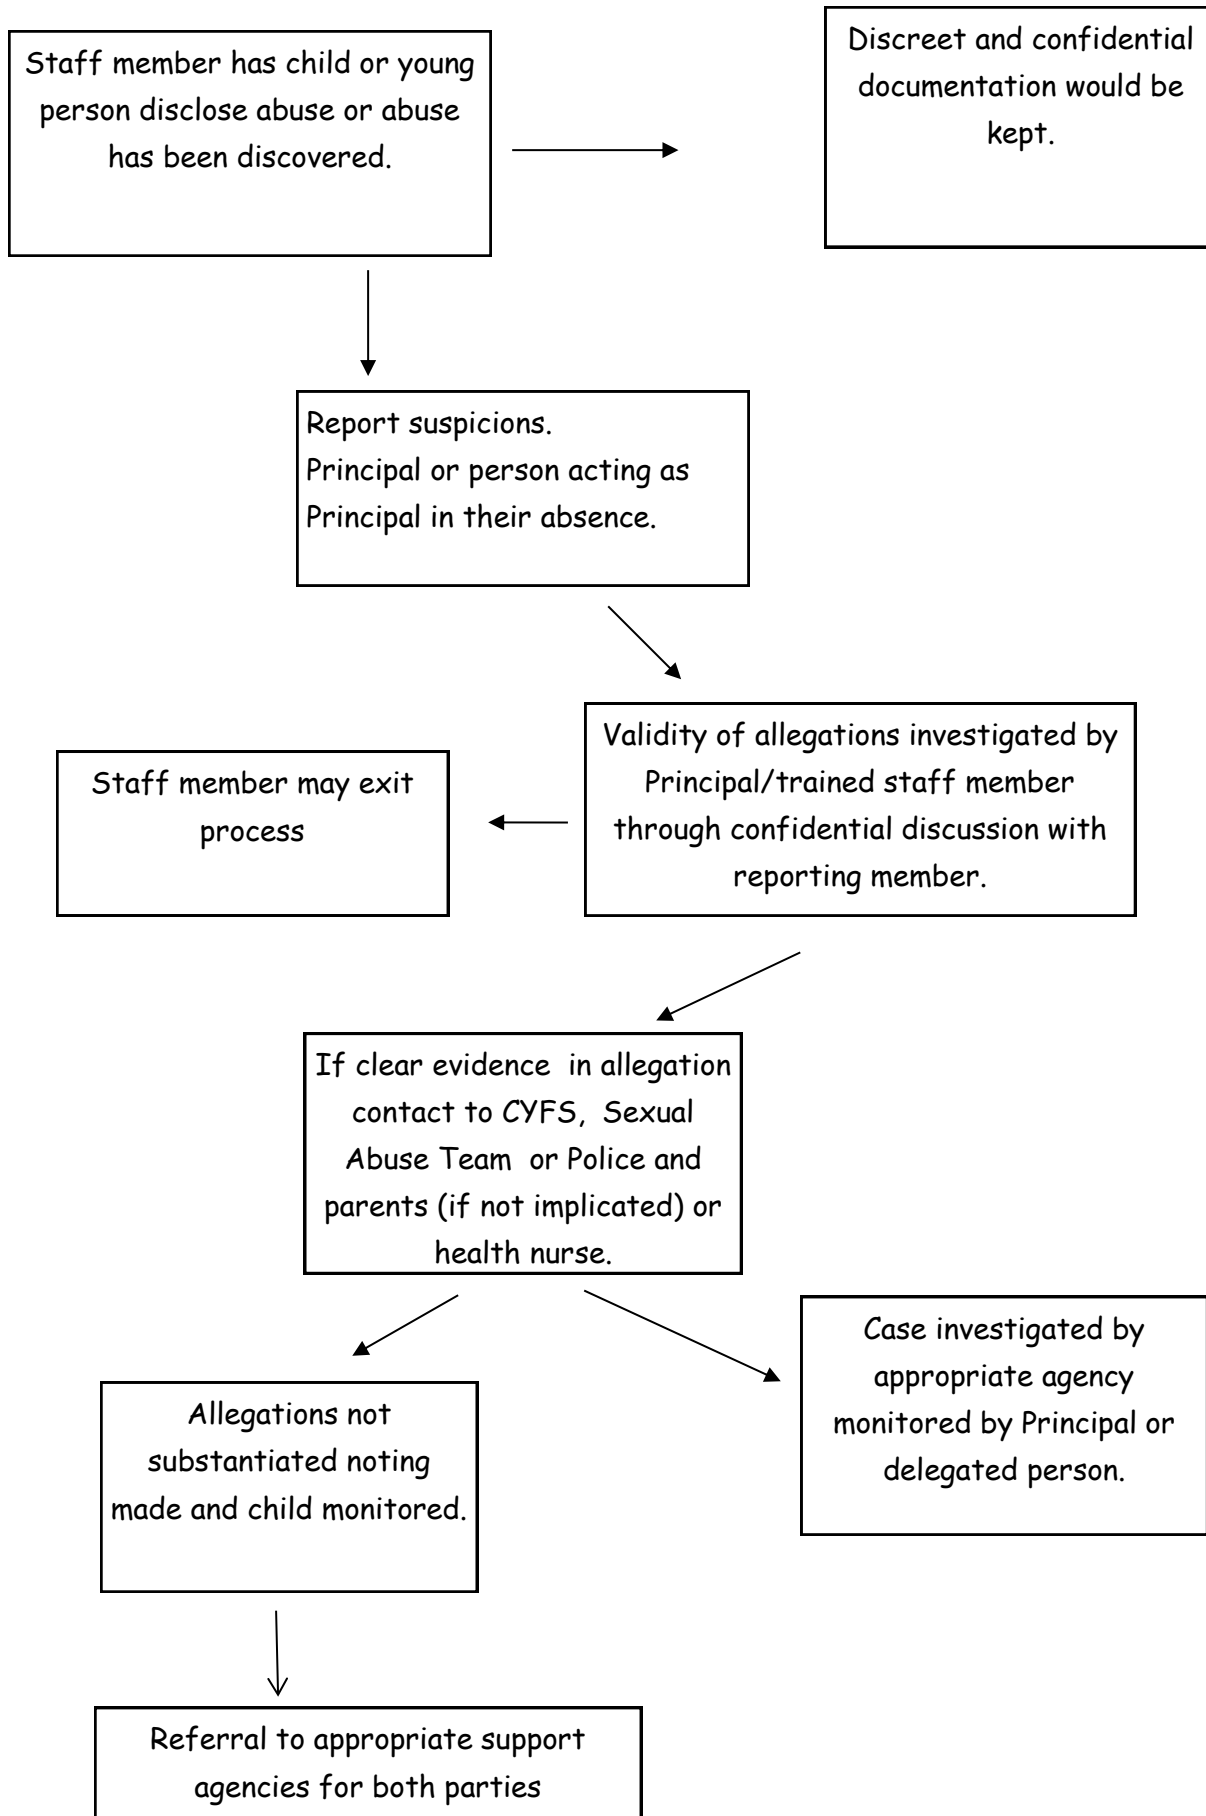 Staff member has child or young
person disclose abuse or abuse
has been discovered.
Discreet and confidential
documentation would be
kept.
Report suspicions.
Principal or person acting as
Principal in their absence.
Validity of allegations investigated by
Principal/trained staff member
through confidential discussion with
reporting member.
Staff member may exit
process
If clear evidence in allegation
contact to CYFS, Sexual
Abuse Team or Police and
parents (if not implicated) or
health nurse.
Case investigated by
appropriate agency
monitored by Principal or
delegated person.
Allegations not
substantiated noting
made and child monitored.
Referral to appropriate support
agencies for both parties